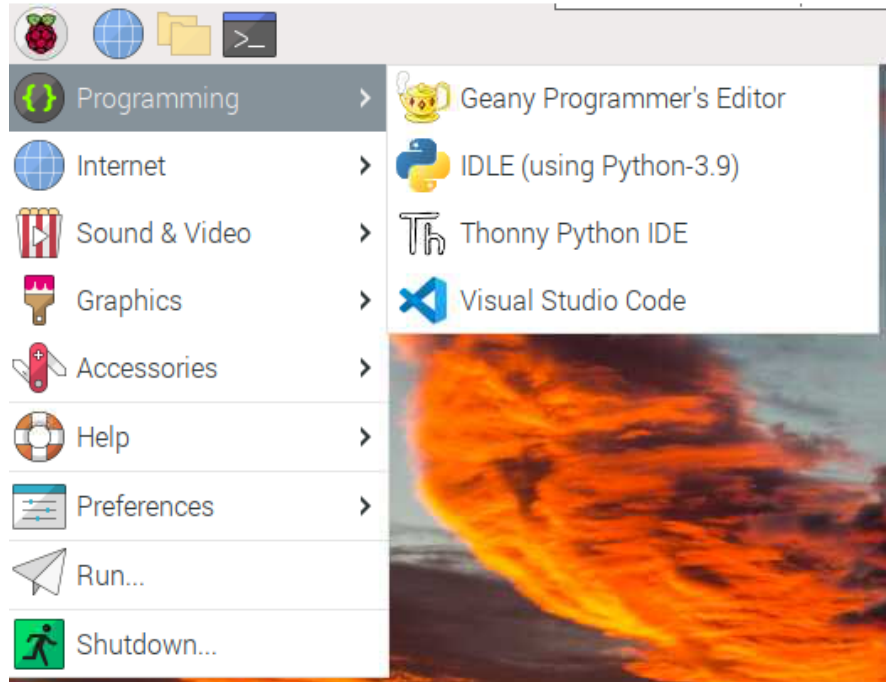 Programming
Internet
Sound & Video
Graphics
Accessories
Help
Preferences
Run...
Shutdown...
Geany Programmer's Editor
IDLE (using Python-3.9)
Thonny Python IDE
Visual Studio Code